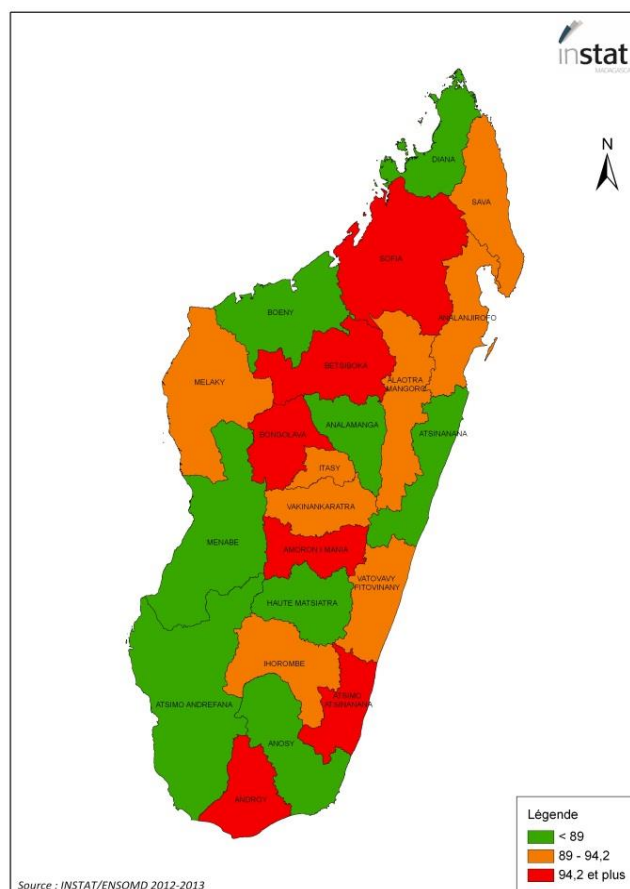 instat
MADAGASCAR
N
DIANA
SAVA
SOFIA
ANALANJIROFO
BOENY
BETSIBOKA
MELAKY
ALAOTRA
MANGORO
BONGOLAVA
ANALAMANGA
ATSINANANA
ITASY
VAKINANKARATRA
MENABE
AMORON I MANIA
VATOVAVY
FITOVINANY
HAUTE MATSIATRA
IHOROMBE
ATSIMO ANDREFANA
ATSIMO
ATSINANANA
ANOSY
ANDROY
Légende
< 89
89 - 94,2
94,2 et plus
Source : INSTAT/ENSOMD 2012-2013